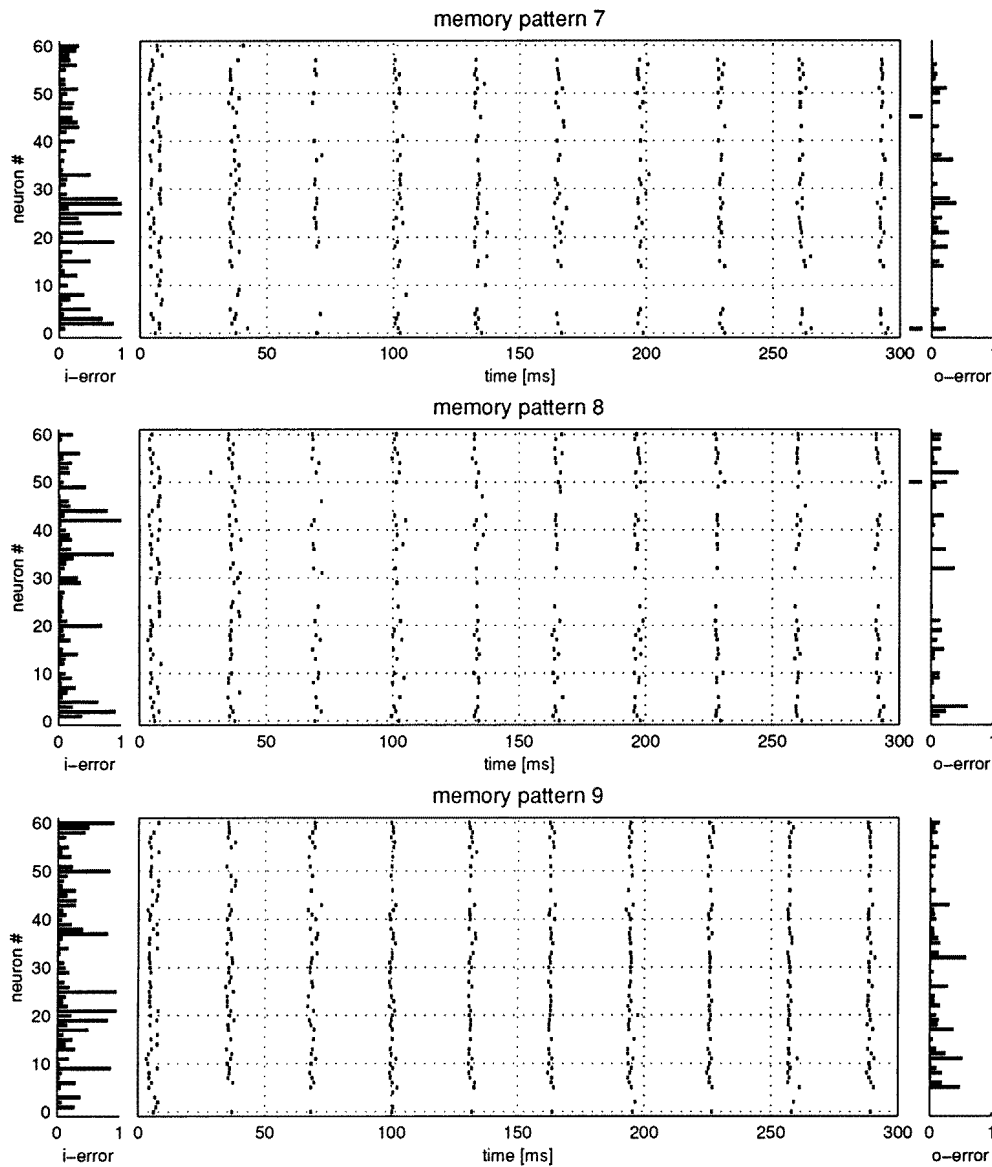 memory pattern 7
neuron #
60
50
40
30
20
10
0
0 1
i-error
0 50 100 150 200 250 300
time [ms]
0 1
o-error
memory pattern 8
neuron #
60
50
40
30
20
10
0
0 1
i-error
0 50 100 150 200 250 300
time [ms]
0 1
o-error
memory pattern 9
neuron #
60
50
40
30
20
10
0
0 1
i-error
0 50 100 150 200 250 300
time [ms]
0 1
o-error